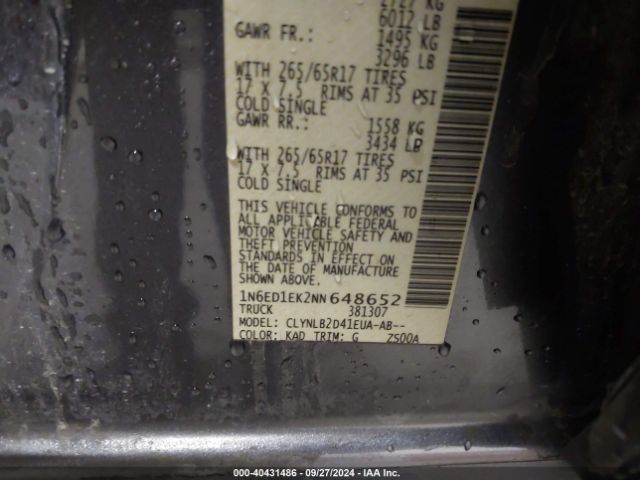 2727 KG
6012 LB
GAWR FR.: 1495 KG
3296 LB
WITH 265/65R17 TIRES
17 X 7.5 RIMS AT 35 PSI
COLD SINGLE
GAWR RR.: 1558 KG
3434 LB
WITH 265/65R17 TIRES
17 X 7.5 RIMS AT 35 PSI
COLD SINGLE
THIS VEHICLE CONFORMS TO
ALL APPLICABLE FEDERAL
MOTOR VEHICLE SAFETY AND
THEFT PREVENTION
STANDARDS IN EFFECT ON
THE DATE OF MANUFACTURE
SHOWN ABOVE.
1N6ED1EK2NN648652
TRUCK 381307
MODEL: CLYNLB2D41EUA-AB--
COLOR: KAD TRIM: G ZS00A
000-40431486 - 09/27/2024 - IAA Inc.